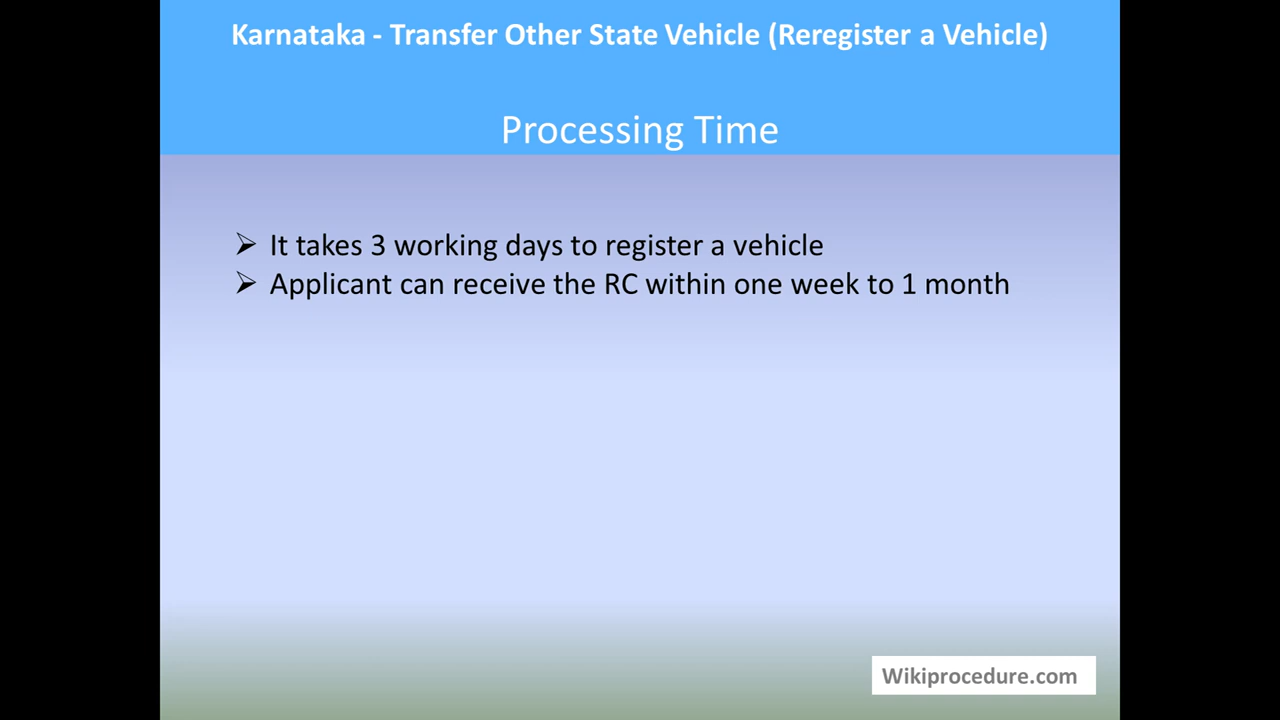 Karnataka - Transfer Other State Vehicle (Reregister a Vehicle)
Processing Time
➢ It takes 3 working days to register a vehicle
➢ Applicant can receive the RC within one week to 1 month
Wikiprocedure.com